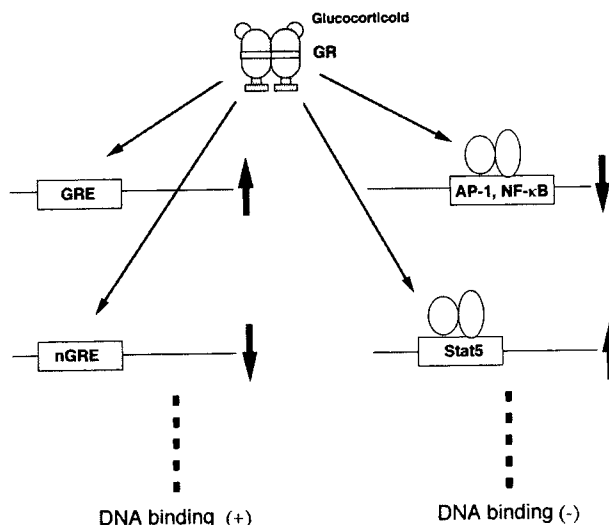 Glucocorticoid
GR
GRE
AP-1, NF-κB
nGRE
Stat5
DNA binding (+)
DNA binding (-)